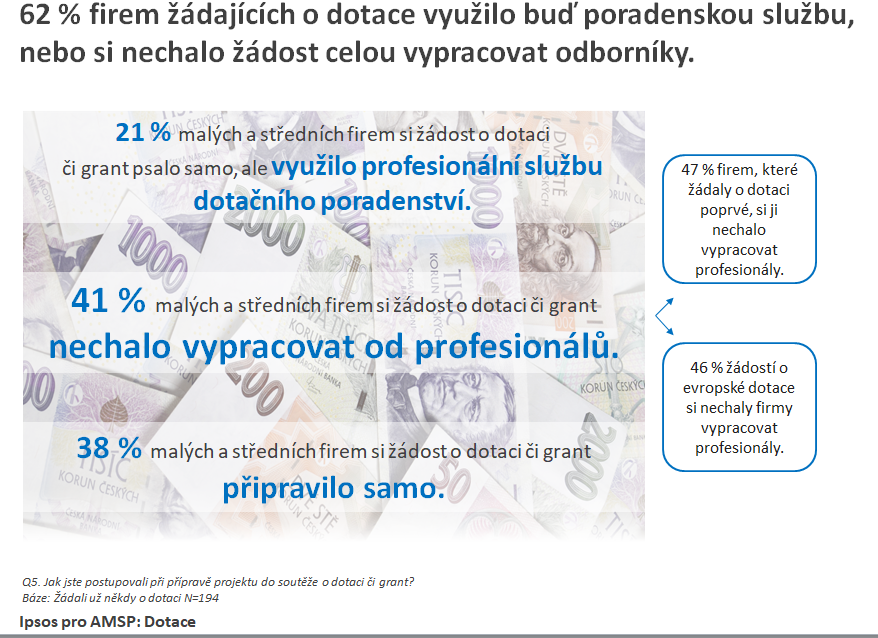 62 % firem žádajících o dotace využilo buď poradenskou službu,
nebo si nechalo žádost celou vypracovat odborníky.
21 % malých a středních firem si žádost o dotaci
či grant psalo samo, ale využilo profesionální službu
dotačního poradenství.
41 % malých a středních firem si žádost o dotaci či grant
nechalo vypracovat od profesionálů.
38 % malých a středních firem si žádost o dotaci či grant
připravilo samo.
47 % firem, které
žádaly o dotaci
poprvé, si ji
nechalo
vypracovat
profesionály.
46 % žádostí o
evropské dotace
si nechaly firmy
vypracovat
profesionály.
Q5. Jak jste postupovali při přípravě projektu do soutěže o dotaci či grant?
Báze: Žádali už někdy o dotaci N=194
Ipsos pro AMSP: Dotace